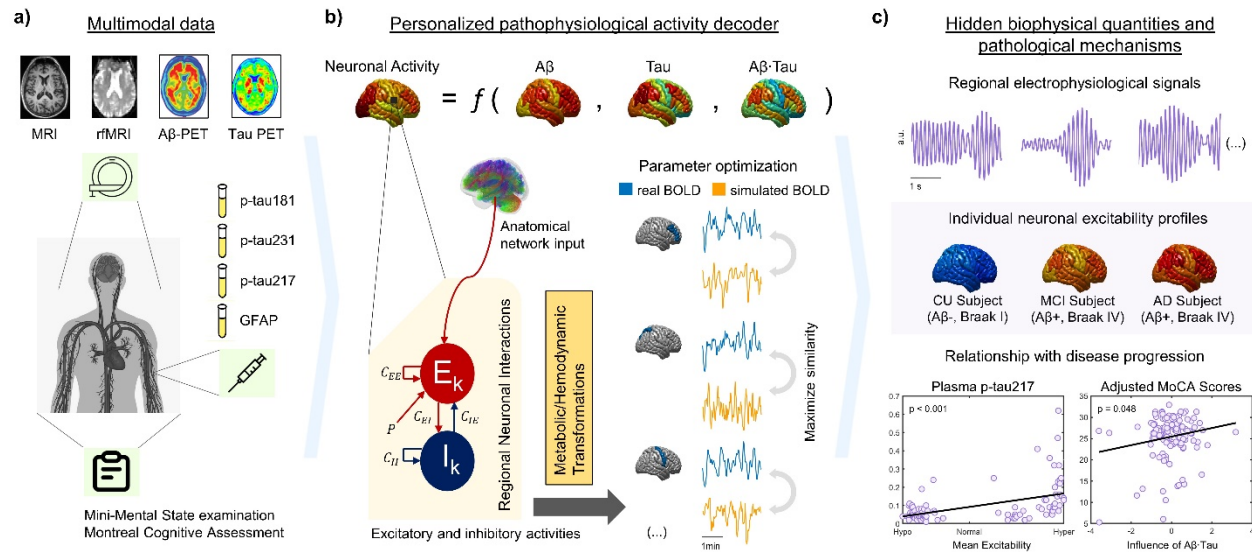 a)
Multimodal data
MRI
rfMRI
Aβ-PET
Tau PET
p-tau181
p-tau231
p-tau217
GFAP
Mini-Mental State examination
Montreal Cognitive Assessment
b)
Personalized pathophysiological activity decoder
Neuronal Activity
Aβ
Tau
Aβ·Tau
= f ( , , )
Anatomical
network input
Parameter optimization
real BOLD
simulated BOLD
C_EE
E_k
P
C_EI
C_IE
C_II
I_k
Regional Neuronal Interactions
Metabolic/Hemodynamic
Transformations
Maximize similarity
Excitatory and inhibitory activities
(...)
1min
c)
Hidden biophysical quantities and
pathological mechanisms
Regional electrophysiological signals
a.u.
(...)
1 s
Individual neuronal excitability profiles
CU Subject
(Aβ-, Braak I)
MCI Subject
(Aβ+, Braak IV)
AD Subject
(Aβ+, Braak IV)
Relationship with disease progression
Plasma p-tau217
p < 0.001
0.7
0.6
0.5
0.4
0.3
0.2
0.1
0
Hypo
Normal
Hyper
Mean Excitability
Adjusted MoCA Scores
p = 0.048
35
30
25
20
15
10
5
-4
-2
0
2
4
Influence of Aβ·Tau